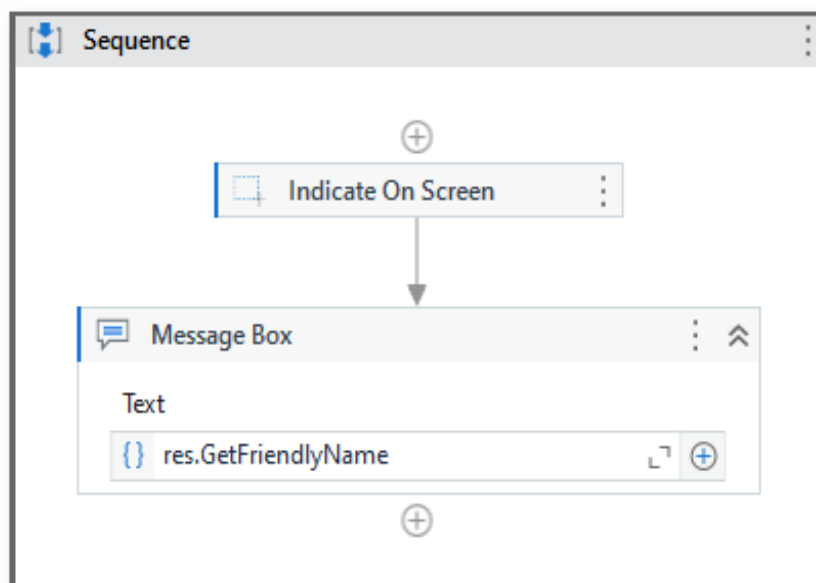 Sequence
Indicate On Screen
Message Box
Text
res.GetFriendlyName